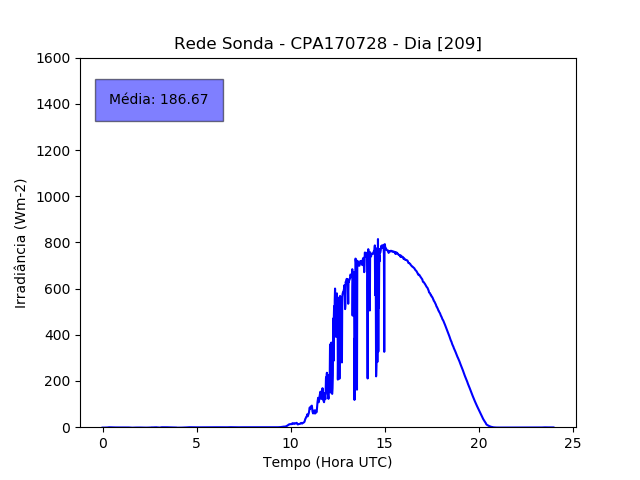 Rede Sonda - CPA170728 - Dia [209]
1600
1400
1200
1000
800
600
400
200
0
Média: 186.67
Irradiância (Wm-2)
0 5 10 15 20 25
Tempo (Hora UTC)